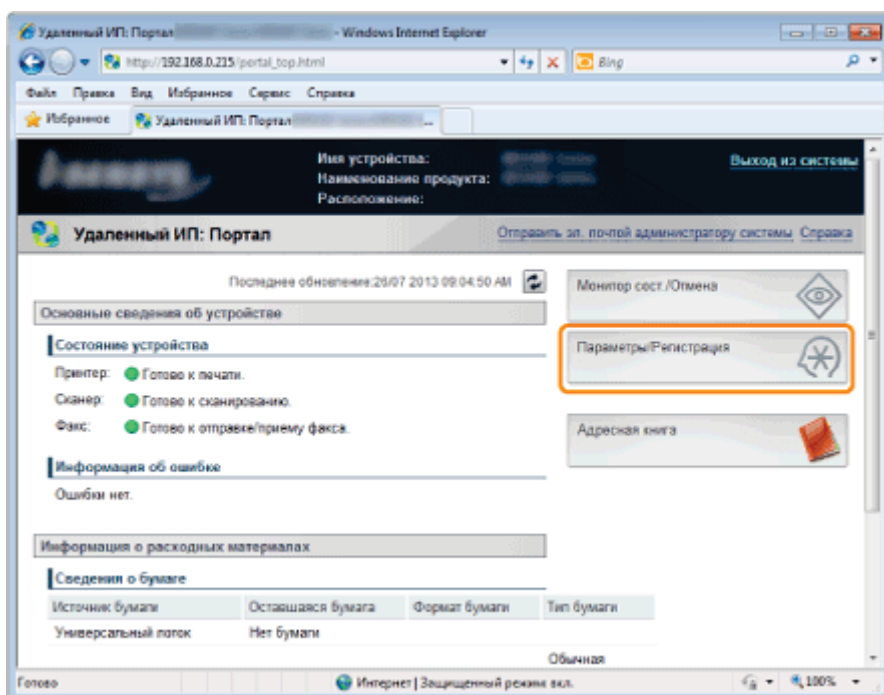 Удаленный ИП: Портал - Windows Internet Explorer
http://192.168.0.215/portal_top.html
Bing
Файл Правка Вид Избранное Сервис Справка
Избранное Удаленный ИП: Портал ...
Имя устройства:
Наименование продукта:
Расположение:
Выход из системы
Удаленный ИП: Портал
Отправить эл. почтой администратору системы Справка
Последнее обновление:26/07 2013 09:04:50 AM
Монитор сост./Отмена
Основные сведения об устройстве
Состояние устройства
Параметры/Регистрация
Принтер: Готово к печати.
Сканер: Готово к сканированию.
Факс: Готово к отправке/приему факса.
Адресная книга
Информация об ошибке
Ошибки нет.
Информация о расходных материалах
Сведения о бумаге
Источник бумаги Оставшаяся бумага Формат бумаги Тип бумаги
Универсальный лоток Нет бумаги
Обычная
Готово
Интернет | Защищенный режим вкл.
100%